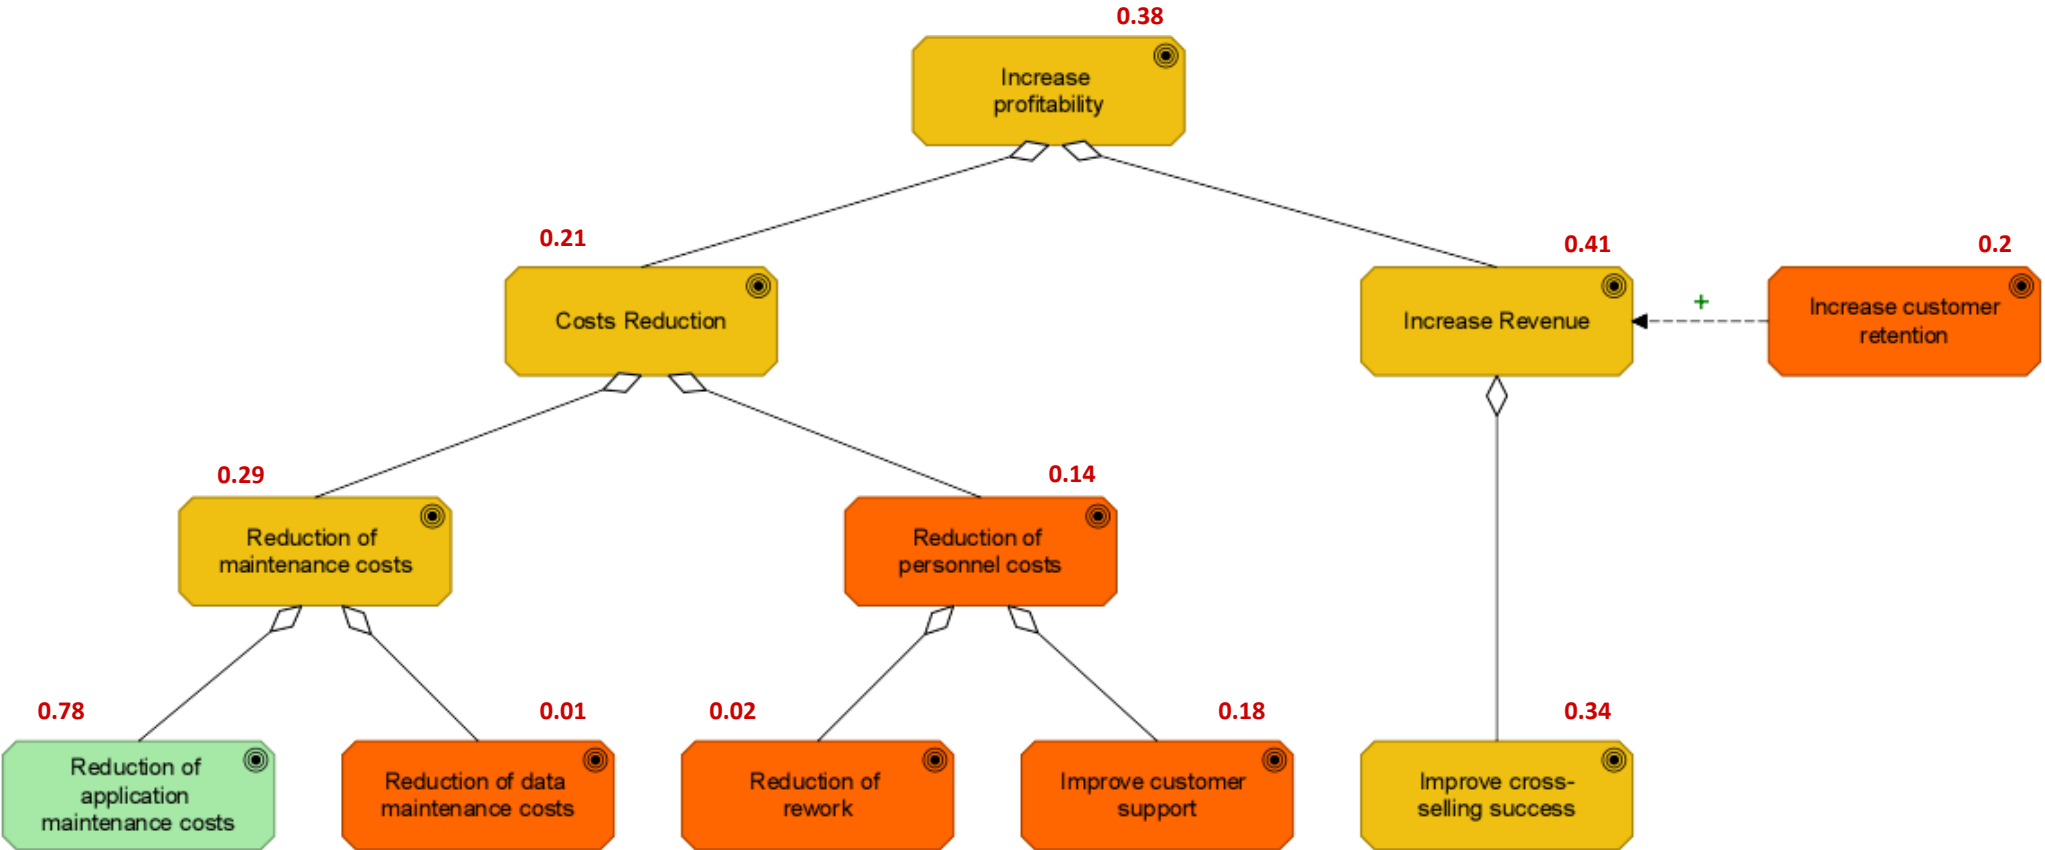 0.38
Increase
profitability
0.21
0.41
0.2
Costs Reduction
Increase Revenue
+
Increase customer
retention
0.29
0.14
Reduction of
maintenance costs
Reduction of
personnel costs
0.78
0.01
0.02
0.18
0.34
Reduction of
application
maintenance costs
Reduction of data
maintenance costs
Reduction of
rework
Improve customer
support
Improve cross-
selling success